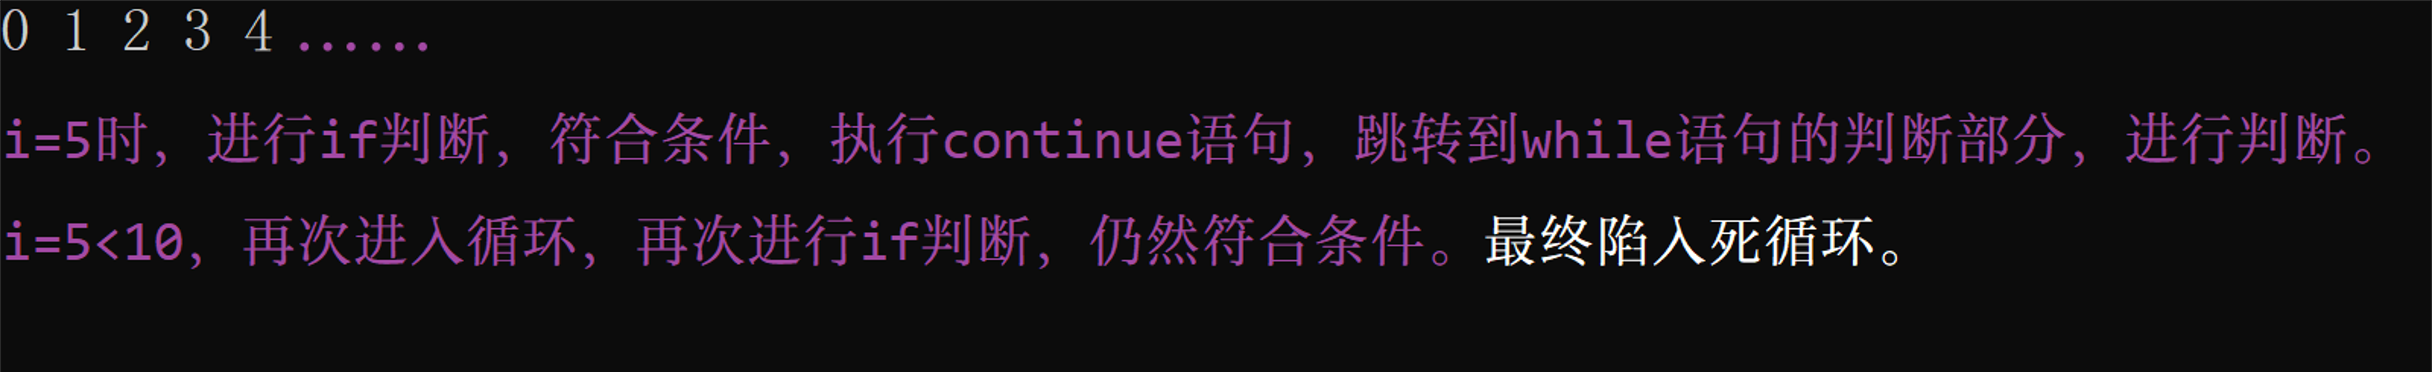 0 1 2 3 4 ......
i=5时，进行if判断，符合条件，执行continue语句，跳转到while语句的判断部分，进行判断。
i=5<10，再次进入循环，再次进行if判断，仍然符合条件。最终陷入死循环。